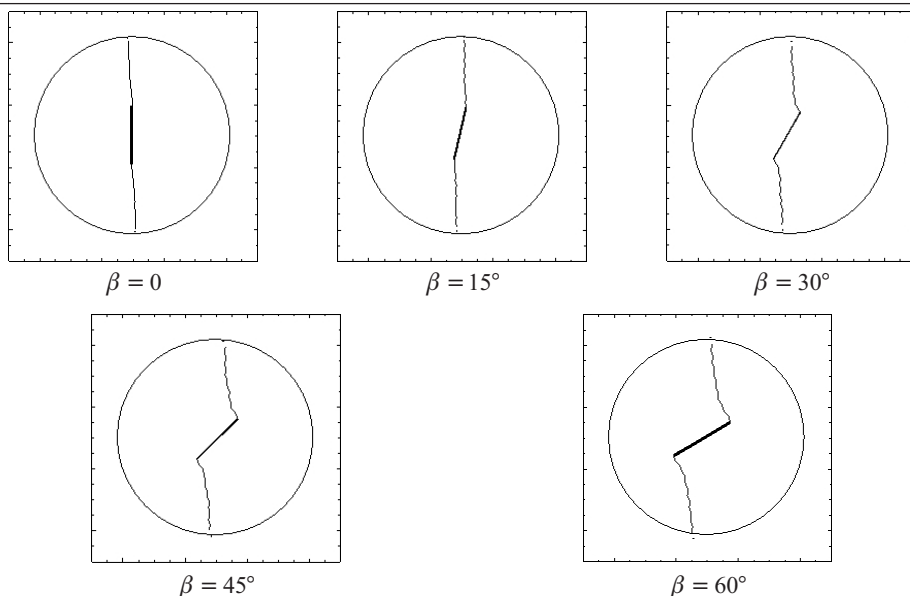 β = 0
β = 15°
β = 30°
β = 45°
β = 60°